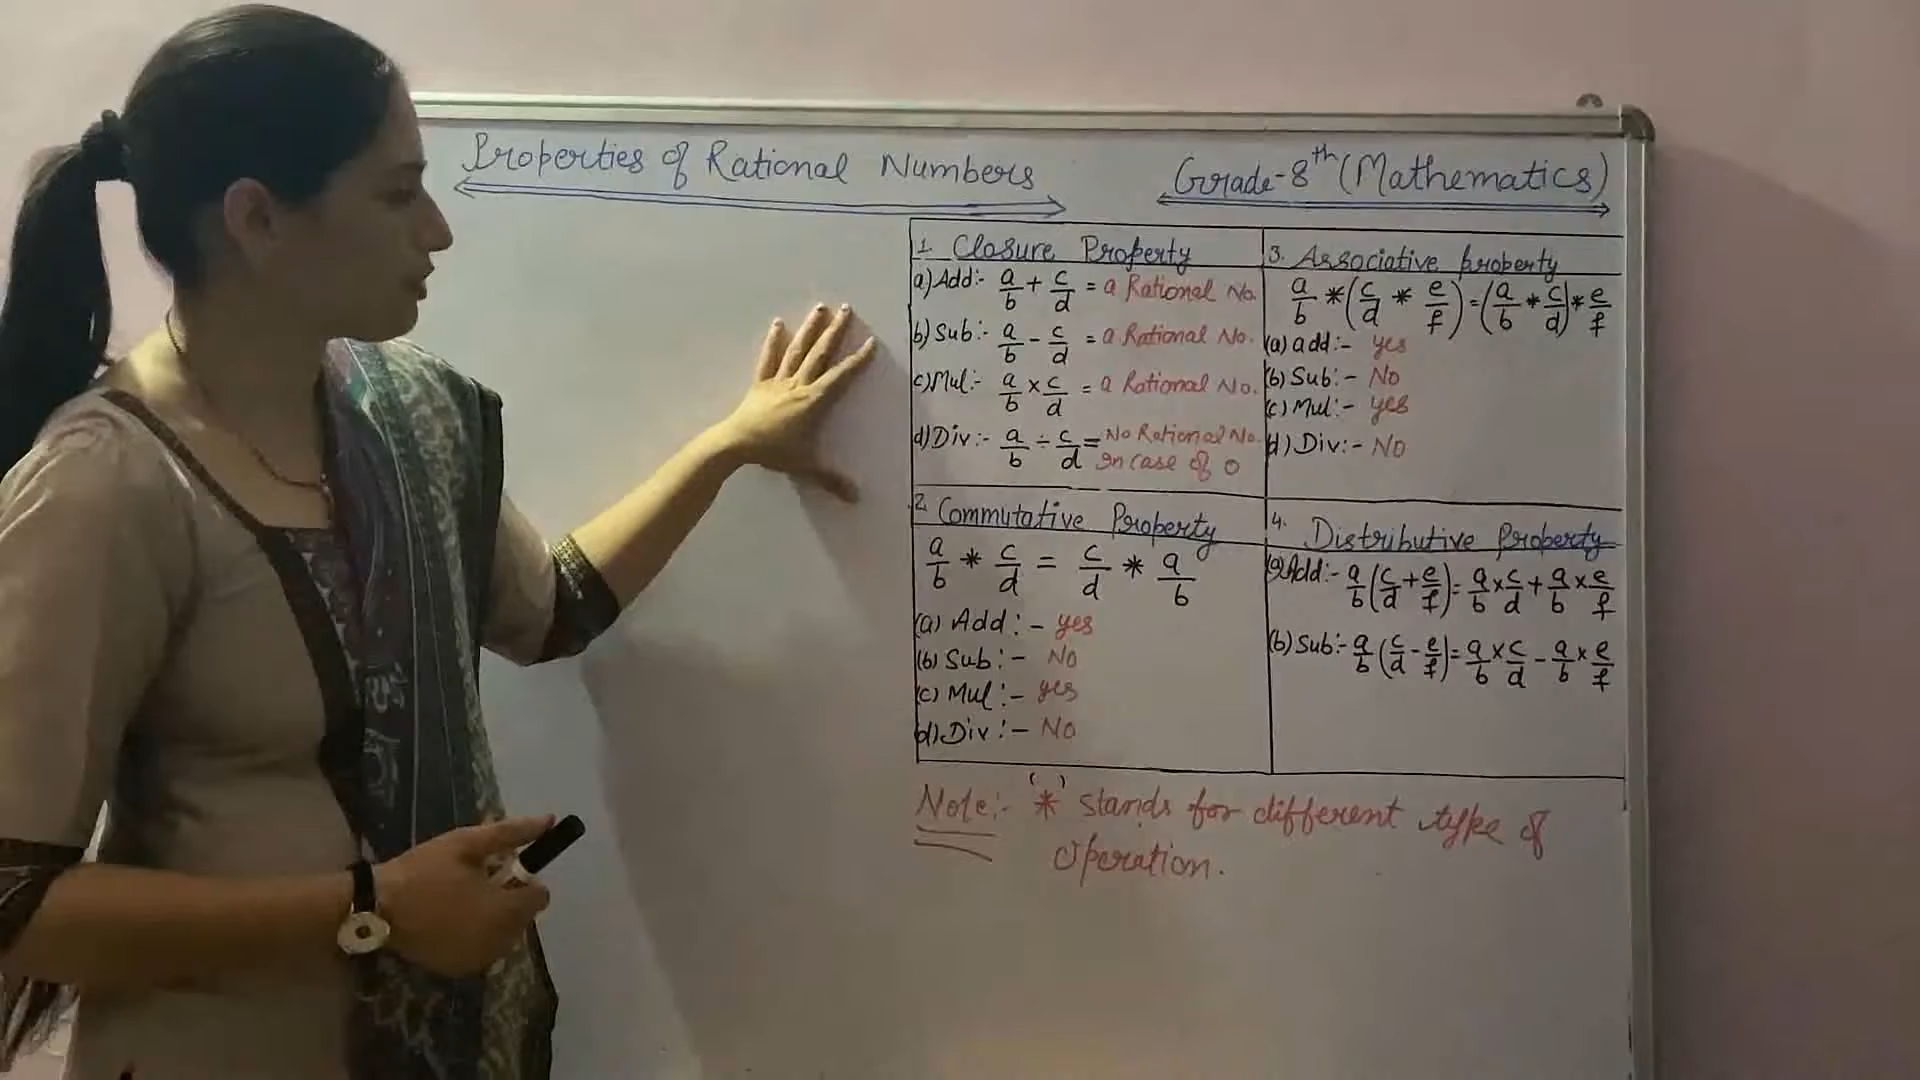 Properties of Rational Numbers
Grade-8th (Mathematics)
1. Closure Property
a) Add:- a/b + c/d = a Rational No.
b) Sub:- a/b - c/d = a Rational No.
c) Mul:- a/b × c/d = a Rational No.
d) Div:- a/b ÷ c/d = No Rational No.
In case of 0
2. Commutative Property
a/b * c/d = c/d * a/b
(a) Add:- yes
(b) Sub:- No
(c) Mul:- yes
(d) Div:- No
3. Associative property
a/b * (c/d * e/f) = (a/b * c/d) * e/f
(a) add:- yes
(b) Sub:- No
(c) Mul:- yes
(d) Div:- No
4. Distributive Property
(a) Add:- a/b (c/d + e/f) = a/b × c/d + a/b × e/f
(b) Sub:- a/b (c/d - e/f) = a/b × c/d - a/b × e/f
Note:- '*' stands for different type of
Operation.